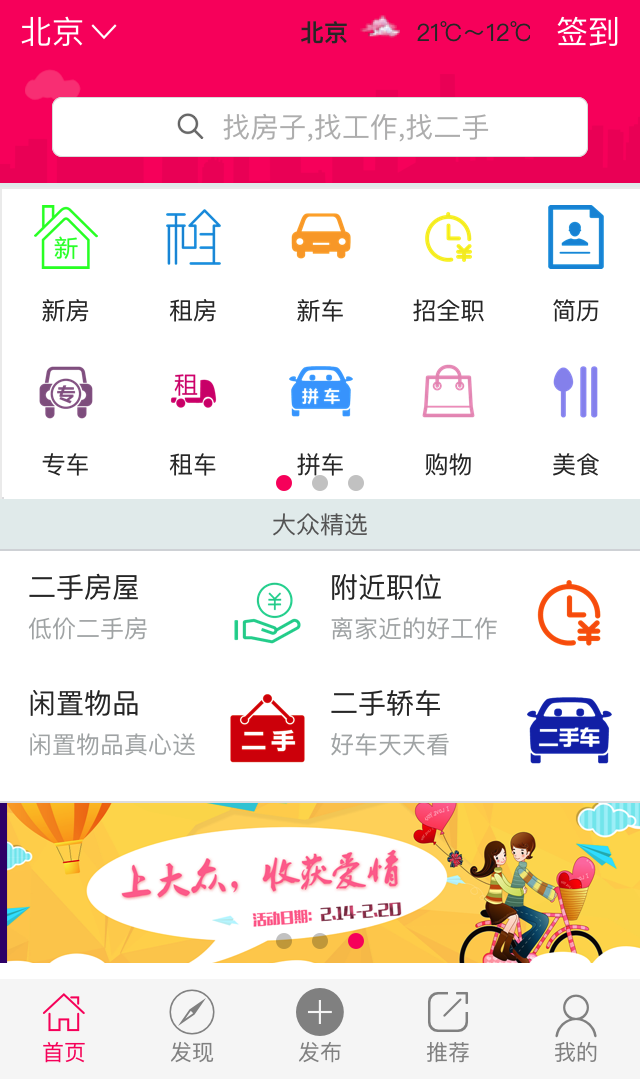 北京 北京 21℃～12℃ 签到
找房子,找工作,找二手
新 租
新房 租房 新车 招全职 简历
专 租 拼车
专车 租车 拼车 购物 美食
大众精选
二手房屋 附近职位
低价二手房 离家近的好工作
闲置物品 二手轿车
闲置物品真心送 二手 好车天天看 二手车
上大众，收获爱情
活动日期: 2.14-2.20
首页 发现 发布 推荐 我的